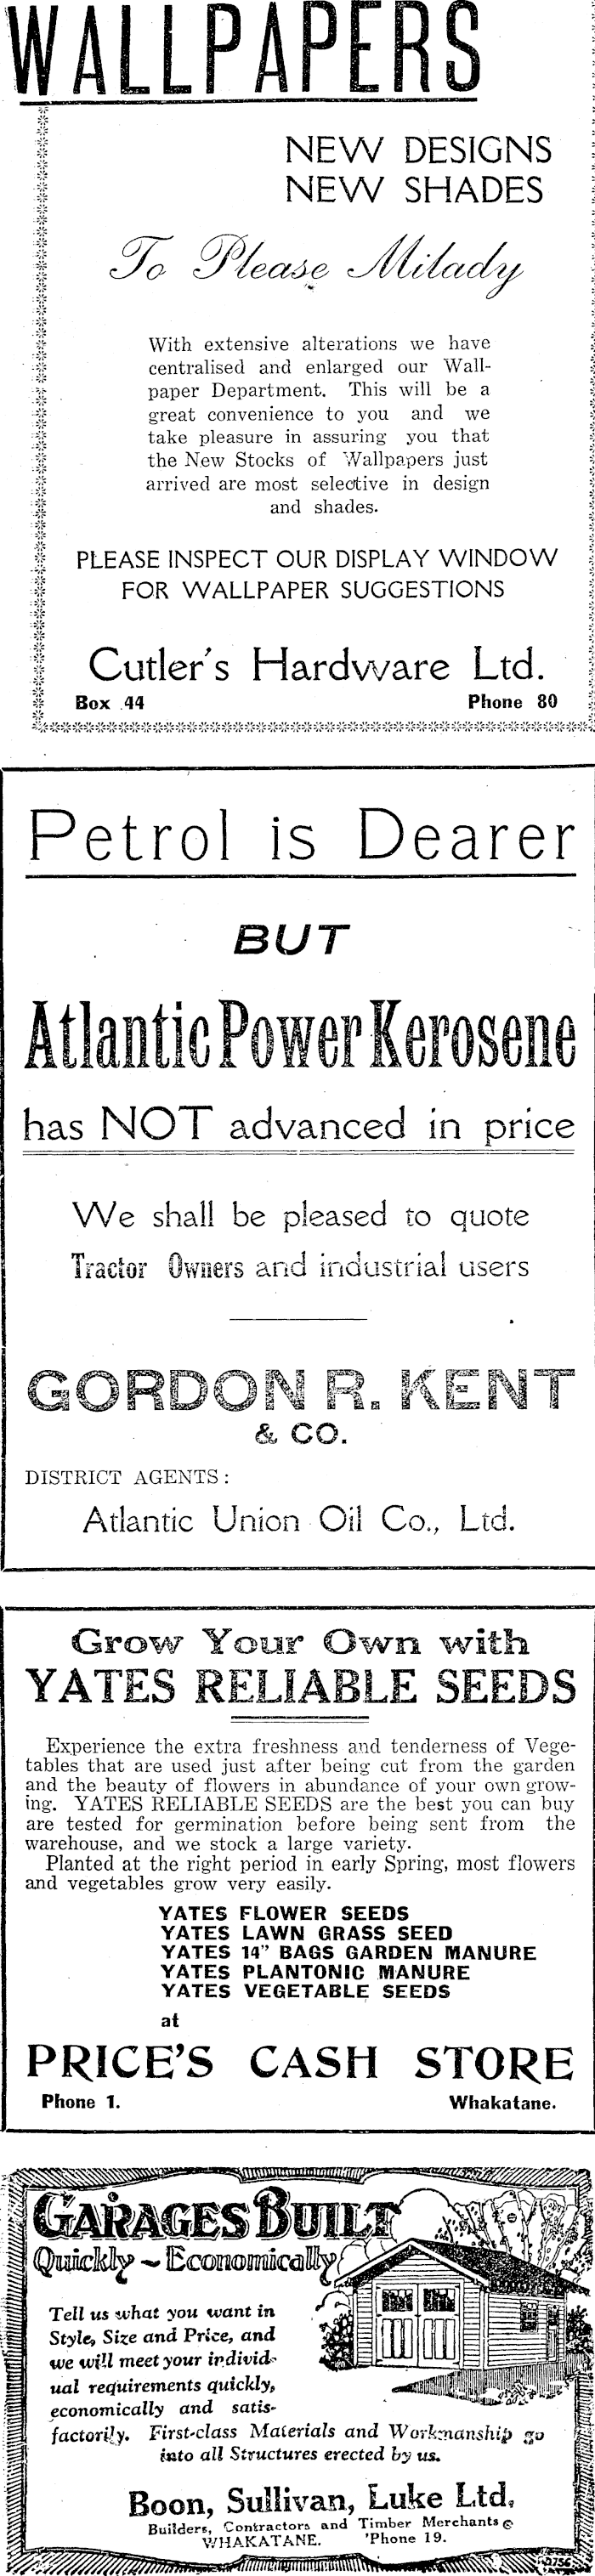 WALLPAPERS
NEW DESIGNS
NEW SHADES
To Please Milady
With extensive alterations we have
centralised and enlarged our Wall-
paper Department. This will be a
great convenience to you and we
take pleasure in assuring you that
the New Stocks of Wallpapers just
arrived are most selective in design
and shades.
PLEASE INSPECT OUR DISPLAY WINDOW
FOR WALLPAPER SUGGESTIONS
Cutler's Hardware Ltd.
Box 44 Phone 80
Petrol is Dearer
BUT
Atlantic Power Kerosene
has NOT advanced in price
We shall be pleased to quote
Tractor Owners and industrial users
GORDON R. KENT
& CO.
DISTRICT AGENTS:
Atlantic Union Oil Co., Ltd.
Grow Your Own with
YATES RELIABLE SEEDS
Experience the extra freshness and tenderness of Vege-
tables that are used just after being cut from the garden
and the beauty of flowers in abundance of your own grow-
ing. YATES RELIABLE SEEDS are the best you can buy
are tested for germination before being sent from the
warehouse, and we stock a large variety.
Planted at the right period in early Spring, most flowers
and vegetables grow very easily.
YATES FLOWER SEEDS
YATES LAWN GRASS SEED
YATES 14" BAGS GARDEN MANURE
YATES PLANTONIC MANURE
YATES VEGETABLE SEEDS
at
PRICE'S CASH STORE
Phone 1. Whakatane.
GARAGES BUILT
Quickly ~ Economically
Tell us what you want in
Style, Size and Price, and
we will meet your individ-
ual requirements quickly,
economically and satis-
factorily. First-class Materials and Workmanship go
into all Structures erected by us.
Boon, Sullivan, Luke Ltd.
Builders, Contractors and Timber Merchants
WHAKATANE. 'Phone 19.